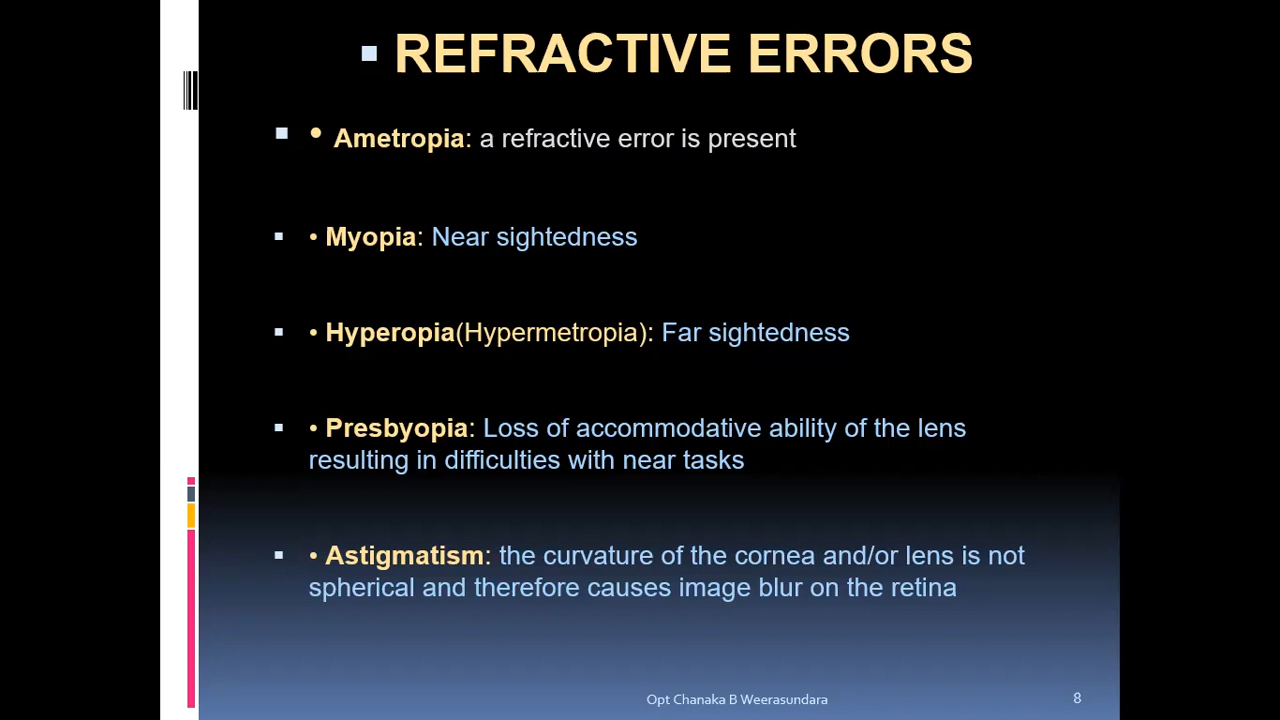 ▪ REFRACTIVE ERRORS
▪ • Ametropia: a refractive error is present
▪ • Myopia: Near sightedness
▪ • Hyperopia(Hypermetropia): Far sightedness
▪ • Presbyopia: Loss of accommodative ability of the lens
resulting in difficulties with near tasks
▪ • Astigmatism: the curvature of the cornea and/or lens is not
spherical and therefore causes image blur on the retina
Opt Chanaka B Weerasundara
8